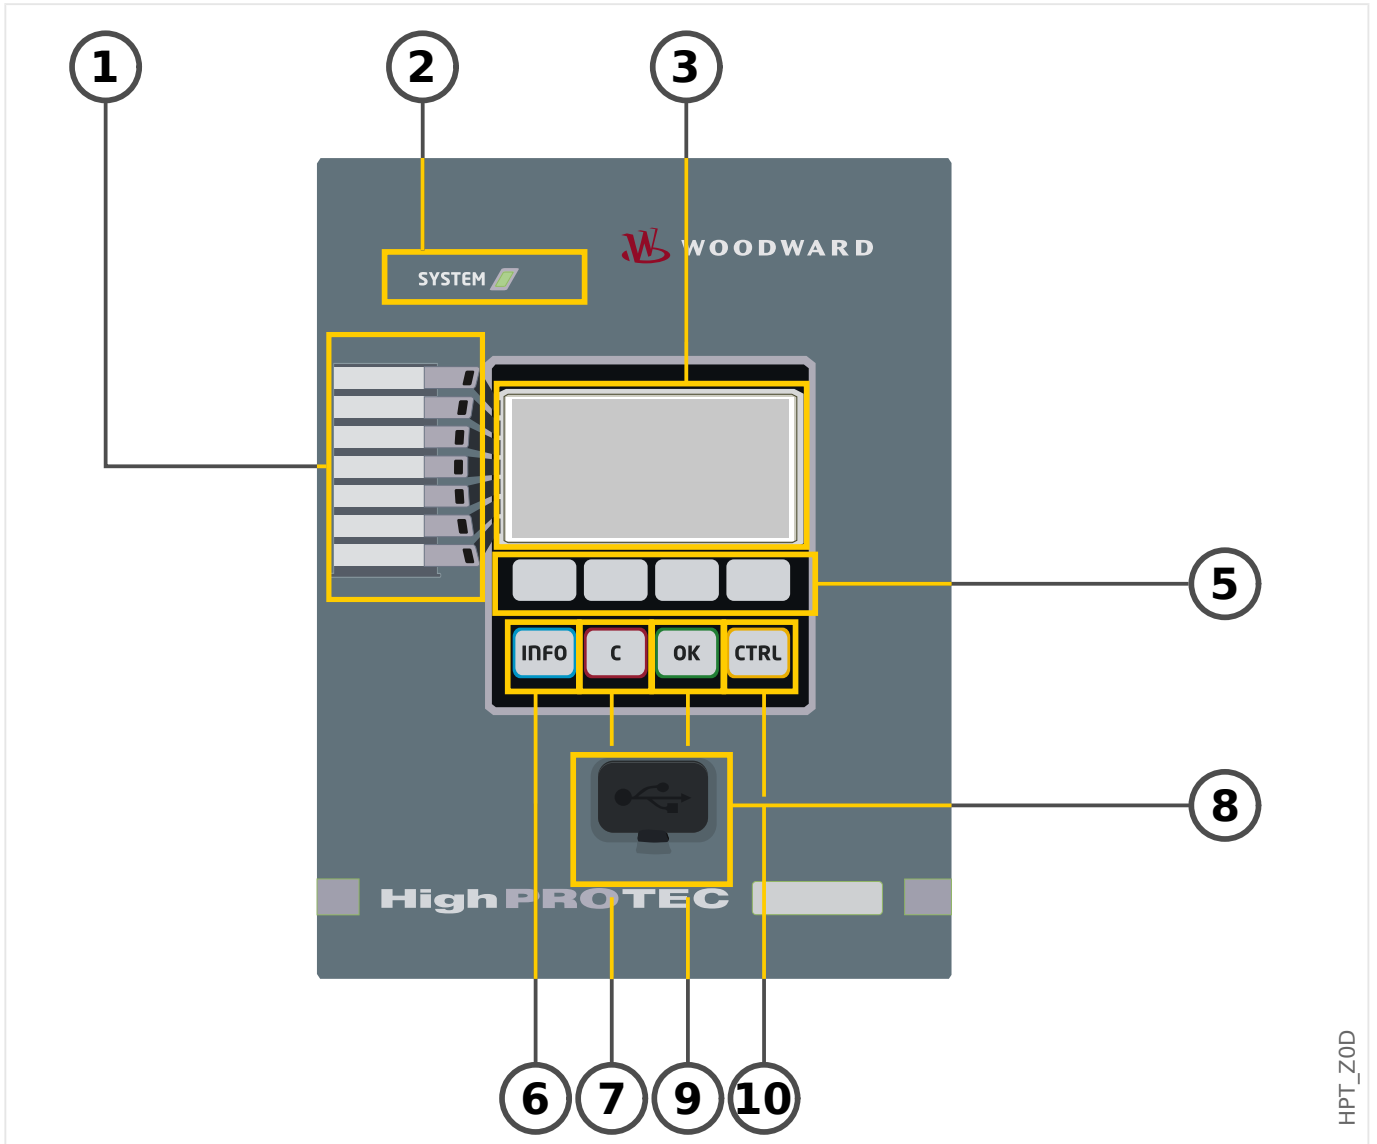 1 2 3
WOODWARD
SYSTEM
5
INFO C OK CTRL
8
HighPROTEC
6 7 9 10
HPT_Z0D